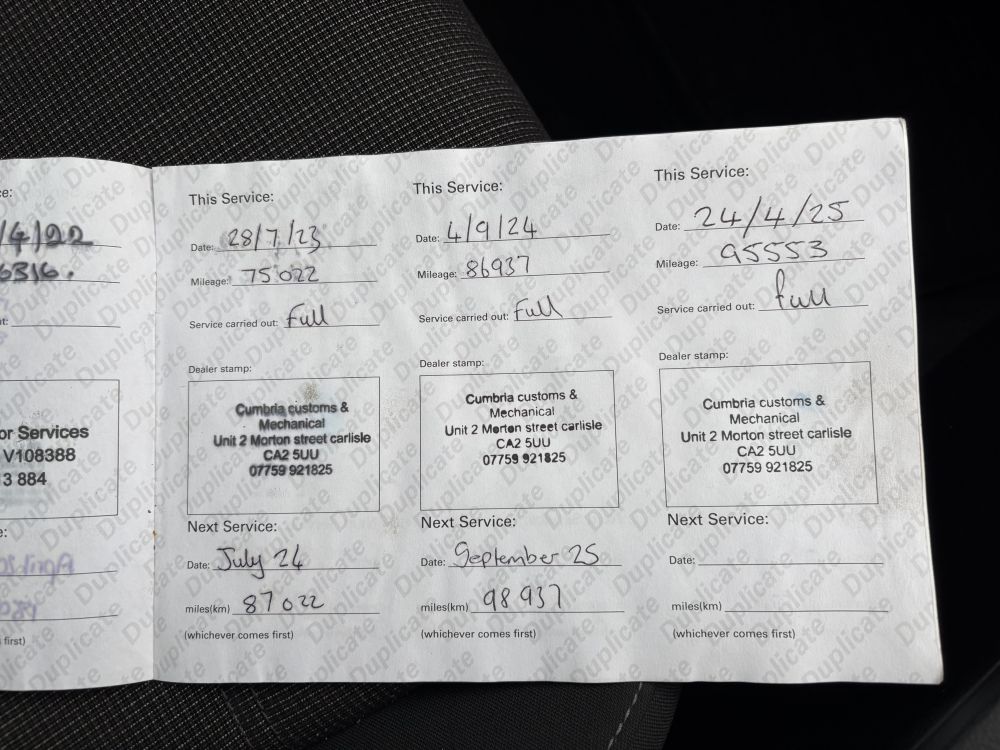 /4/22
6316.
or Services
V108388
3 884
first)
This Service:
Date: 28/7/23
Mileage: 75022
Service carried out: Full
Dealer stamp:
Cumbria customs &
Mechanical
Unit 2 Morton street carlisle
CA2 5UU
07759 921825
Next Service:
Date: July 24
miles(km) 87022
(whichever comes first)
This Service:
Date: 4/9/24
Mileage: 86937
Service carried out: Full
Dealer stamp:
Cumbria customs &
Mechanical
Unit 2 Morton street carlisle
CA2 5UU
07759 921825
Next Service:
Date: September 25
miles(km) 98937
(whichever comes first)
This Service:
Date: 24/4/25
Mileage: 95553
Service carried out: full
Dealer stamp:
Cumbria customs &
Mechanical
Unit 2 Morton street carlisle
CA2 5UU
07759 921825
Next Service:
Date:
miles(km)
(whichever comes first)
Duplicate